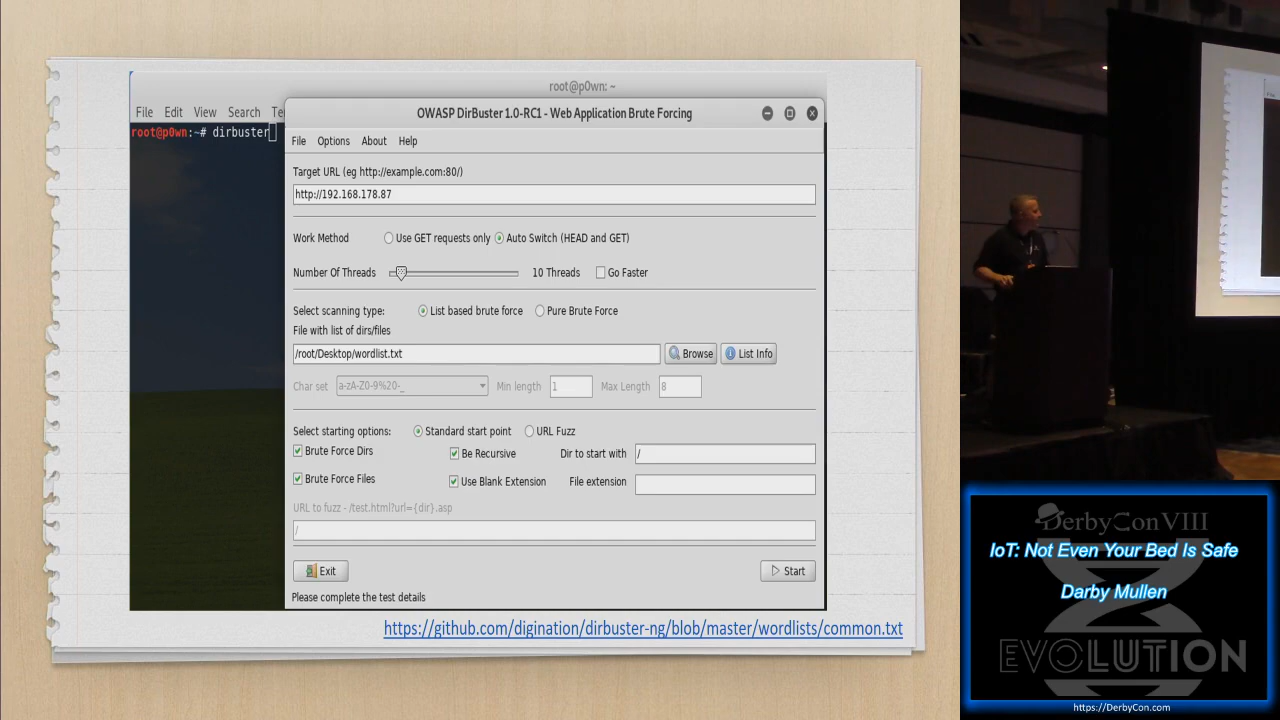 root@p0wn: ~
File Edit View Search Te
root@p0wn:~# dirbuster
OWASP DirBuster 1.0-RC1 - Web Application Brute Forcing
File Options About Help
Target URL (eg http://example.com:80/)
http://192.168.178.87
Work Method Use GET requests only Auto Switch (HEAD and GET)
Number Of Threads 10 Threads Go Faster
Select scanning type: List based brute force Pure Brute Force
File with list of dirs/files
/root/Desktop/wordlist.txt Browse List Info
Char set a-zA-Z0-9%20-_ Min length 1 Max Length 8
Select starting options: Standard start point URL Fuzz
Brute Force Dirs Be Recursive Dir to start with /
Brute Force Files Use Blank Extension File extension
URL to fuzz - /test.html?url={dir}.asp
/
Exit Start
Please complete the test details
https://github.com/digination/dirbuster-ng/blob/master/wordlists/common.txt
DerbyCon VIII
IoT: Not Even Your Bed Is Safe
Darby Mullen
EVOLUTION
https://DerbyCon.com